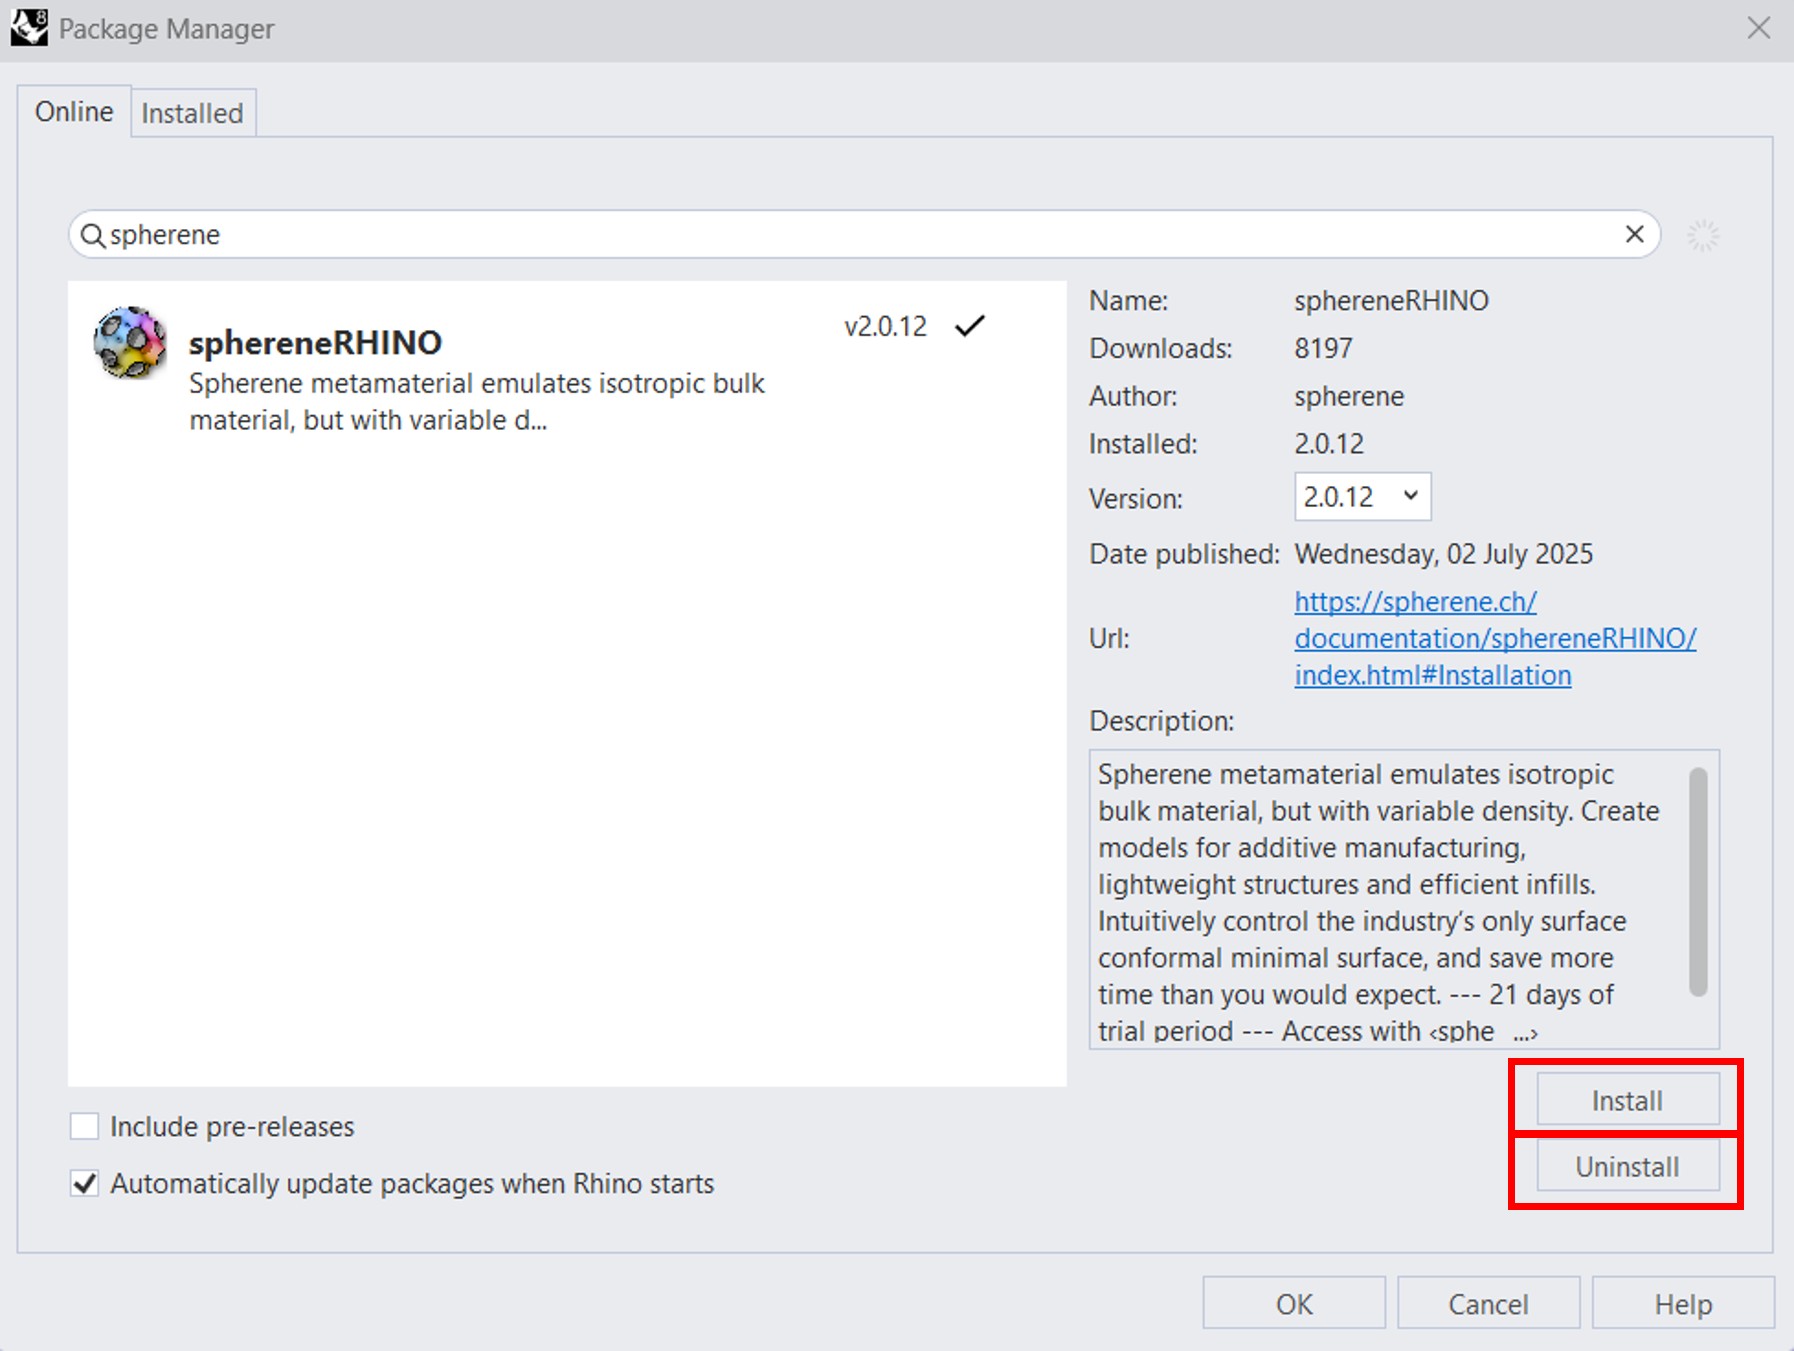 8
Package Manager
Online
Installed
spherene
sphereneRHINO
v2.0.12
Spherene metamaterial emulates isotropic bulk
material, but with variable d...
Name: sphereneRHINO
Downloads: 8197
Author: spherene
Installed: 2.0.12
Version: 2.0.12
Date published: Wednesday, 02 July 2025
Url: https://spherene.ch/
documentation/sphereneRHINO/
index.html#Installation
Description:
Spherene metamaterial emulates isotropic
bulk material, but with variable density. Create
models for additive manufacturing,
lightweight structures and efficient infills.
Intuitively control the industry’s only surface
conformal minimal surface, and save more
time than you would expect. --- 21 days of
trial period --- Access with ‹sphe ...›
Install
Uninstall
Include pre-releases
Automatically update packages when Rhino starts
OK
Cancel
Help